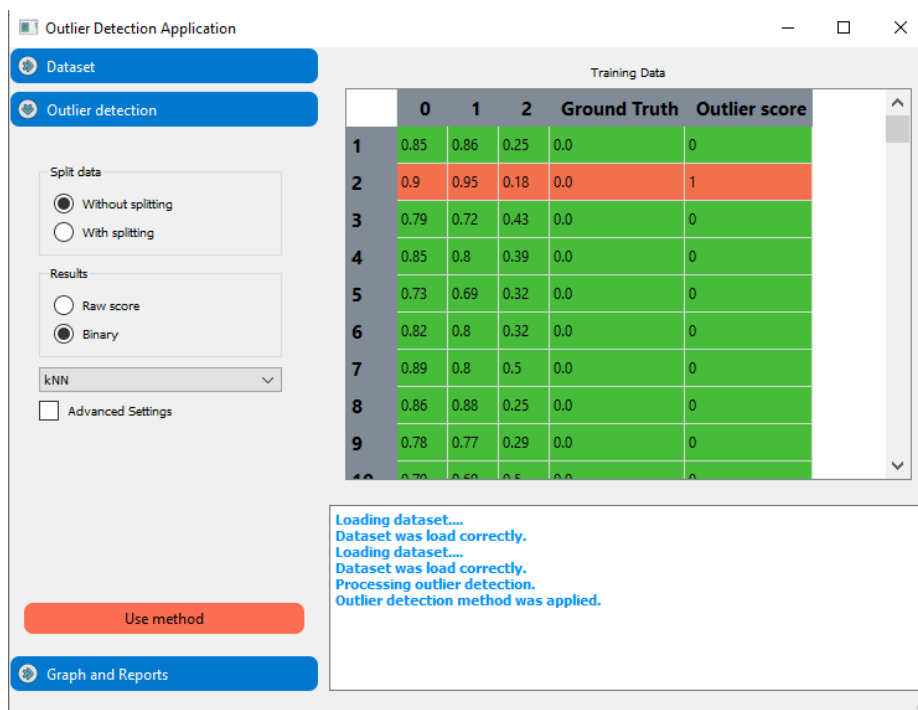 Outlier Detection Application
Dataset
Outlier detection
Split data
Without splitting
With splitting
Results
Raw score
Binary
kNN
Advanced Settings
Use method
Graph and Reports
Training Data
0 1 2 Ground Truth Outlier score
1 0.85 0.86 0.25 0.0 0
2 0.9 0.95 0.18 0.0 1
3 0.79 0.72 0.43 0.0 0
4 0.85 0.8 0.39 0.0 0
5 0.73 0.69 0.32 0.0 0
6 0.82 0.8 0.32 0.0 0
7 0.89 0.8 0.5 0.0 0
8 0.86 0.88 0.25 0.0 0
9 0.78 0.77 0.29 0.0 0
Loading dataset....
Dataset was load correctly.
Loading dataset....
Dataset was load correctly.
Processing outlier detection.
Outlier detection method was applied.